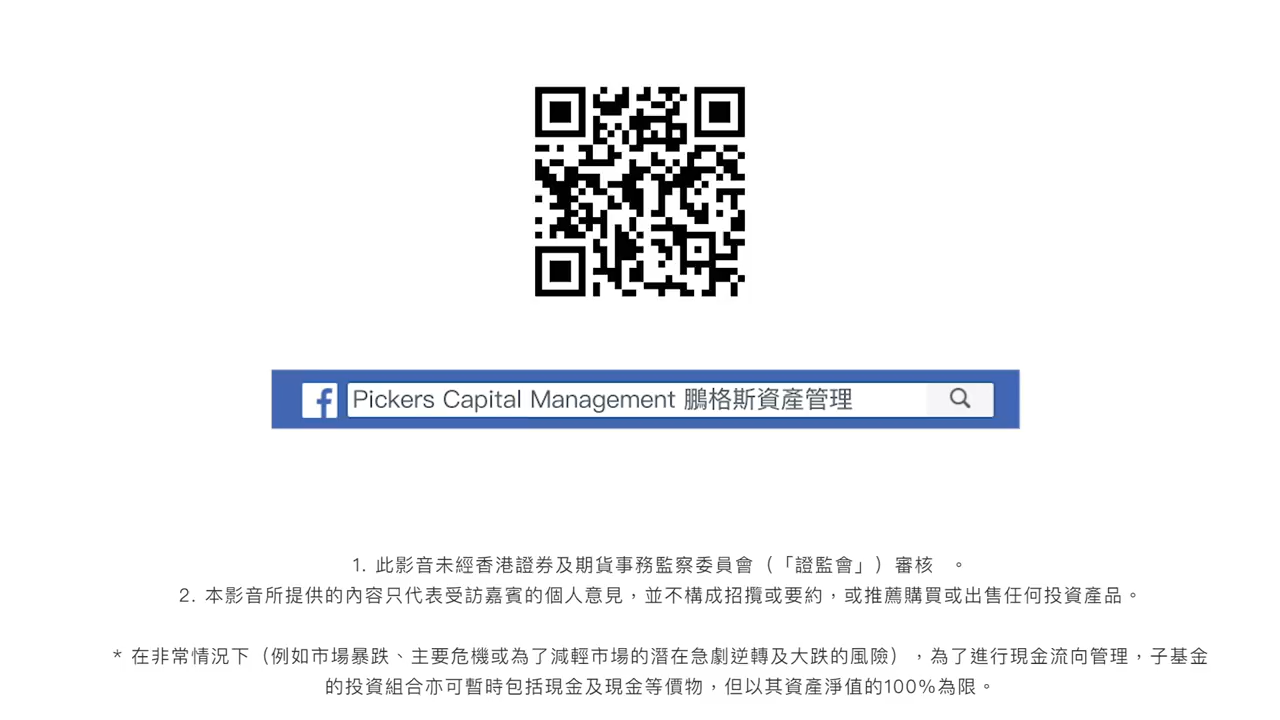 Pickers Capital Management 鵬格斯資產管理
1. 此影音未經香港證券及期貨事務監察委員會（「證監會」）審核 。
2. 本影音所提供的內容只代表受訪嘉賓的個人意見，並不構成招攬或要約，或推薦購買或出售任何投資產品。
* 在非常情況下（例如市場暴跌、主要危機或為了減輕市場的潛在急劇逆轉及大跌的風險），為了進行現金流向管理，子基金
的投資組合亦可暫時包括現金及現金等價物，但以其資產淨值的100%為限。